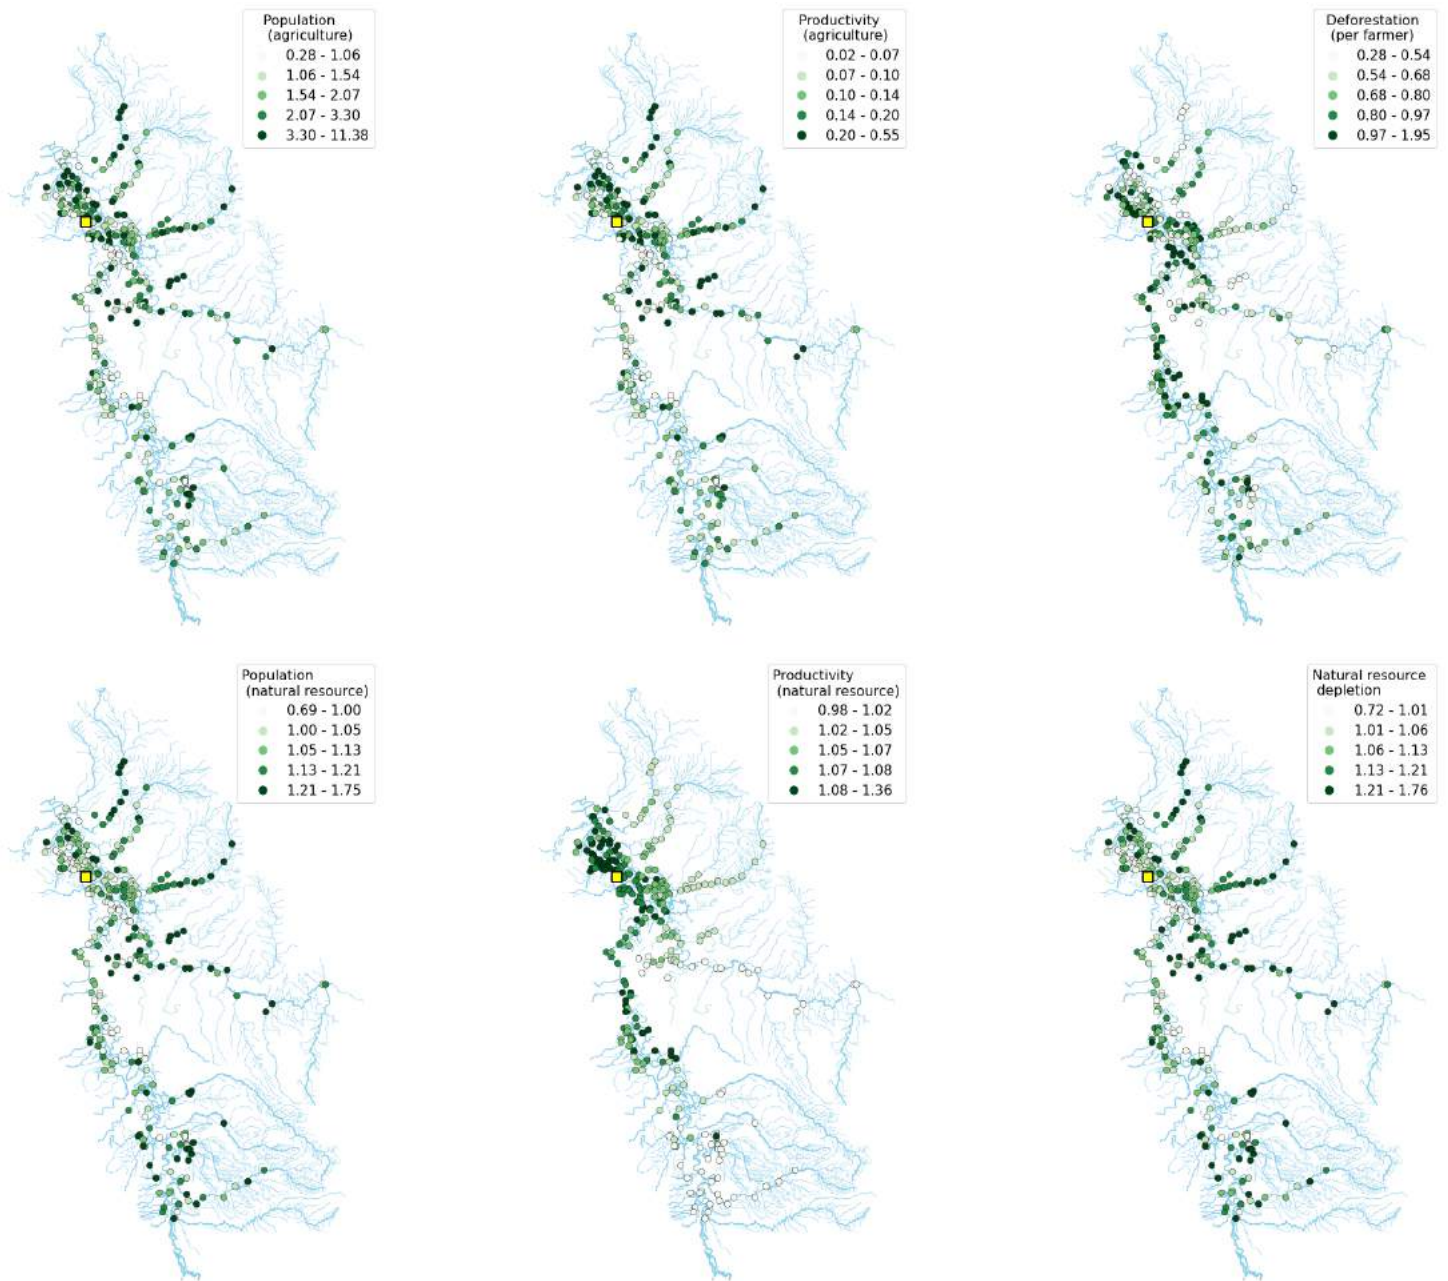 Population
(agriculture)
0.28 - 1.06
1.06 - 1.54
1.54 - 2.07
2.07 - 3.30
3.30 - 11.38
Productivity
(agriculture)
0.02 - 0.07
0.07 - 0.10
0.10 - 0.14
0.14 - 0.20
0.20 - 0.55
Deforestation
(per farmer)
0.28 - 0.54
0.54 - 0.68
0.68 - 0.80
0.80 - 0.97
0.97 - 1.95
Population
(natural resource)
0.69 - 1.00
1.00 - 1.05
1.05 - 1.13
1.13 - 1.21
1.21 - 1.75
Productivity
(natural resource)
0.98 - 1.02
1.02 - 1.05
1.05 - 1.07
1.07 - 1.08
1.08 - 1.36
Natural resource
depletion
0.72 - 1.01
1.01 - 1.06
1.06 - 1.13
1.13 - 1.21
1.21 - 1.76